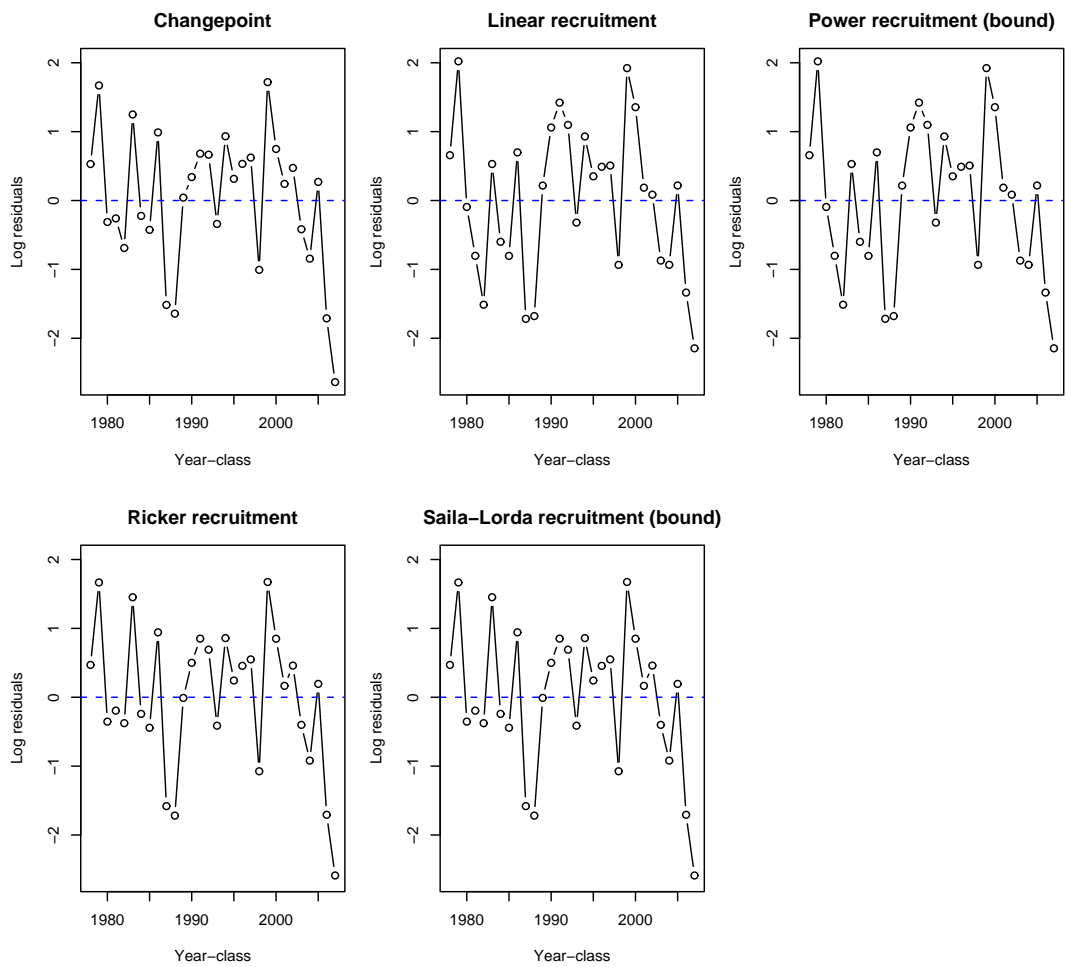 Changepoint
Linear recruitment
Power recruitment (bound)
2
1
0
−1
−2
Log residuals
1980
1990
2000
Year−class
2
1
0
−1
−2
Log residuals
1980
1990
2000
Year−class
2
1
0
−1
−2
Log residuals
1980
1990
2000
Year−class
Ricker recruitment
Saila−Lorda recruitment (bound)
2
1
0
−1
−2
Log residuals
1980
1990
2000
Year−class
2
1
0
−1
−2
Log residuals
1980
1990
2000
Year−class